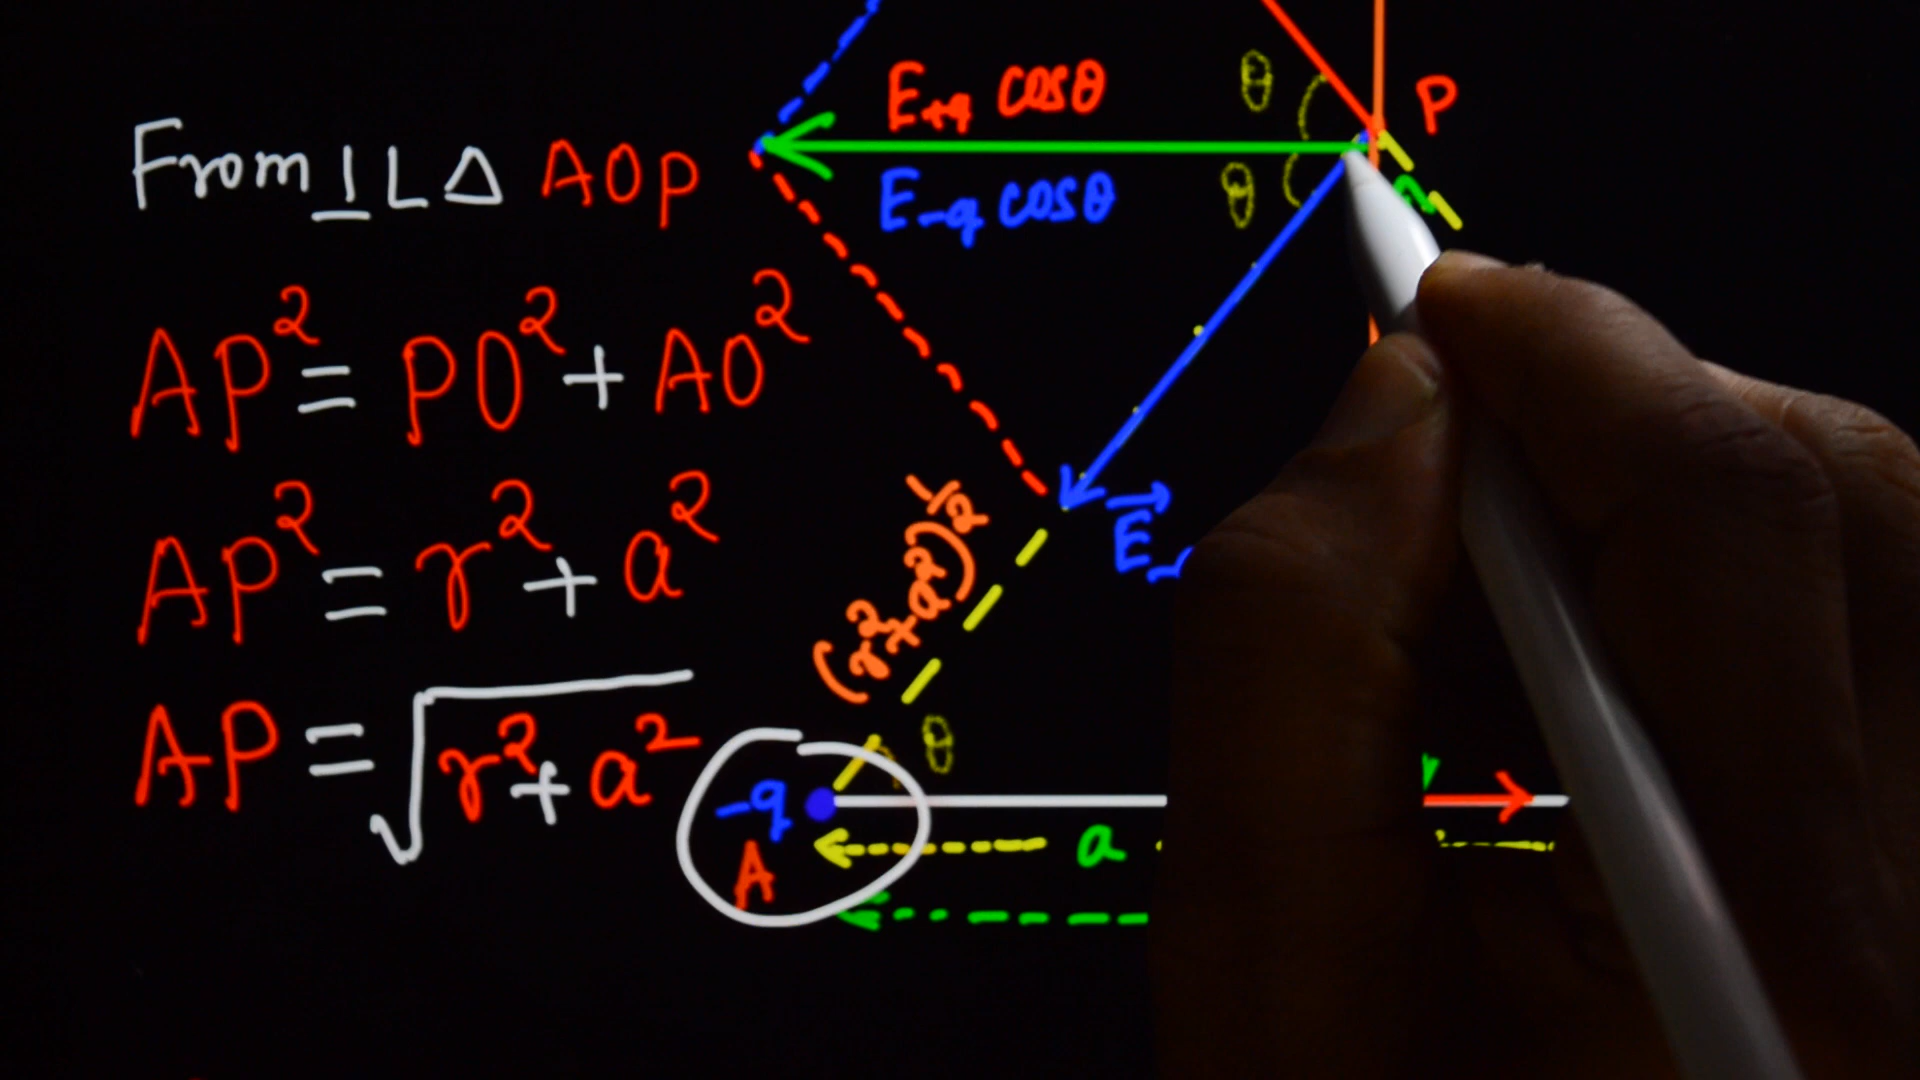 From ⊥L Δ AOP
AP² = PO² + AO²
AP² = r² + a²
AP = √r² + a²
E+q cosθ
E-q cosθ
θ
θ
P
(r²+a²)^1/2
θ
-q
A
a